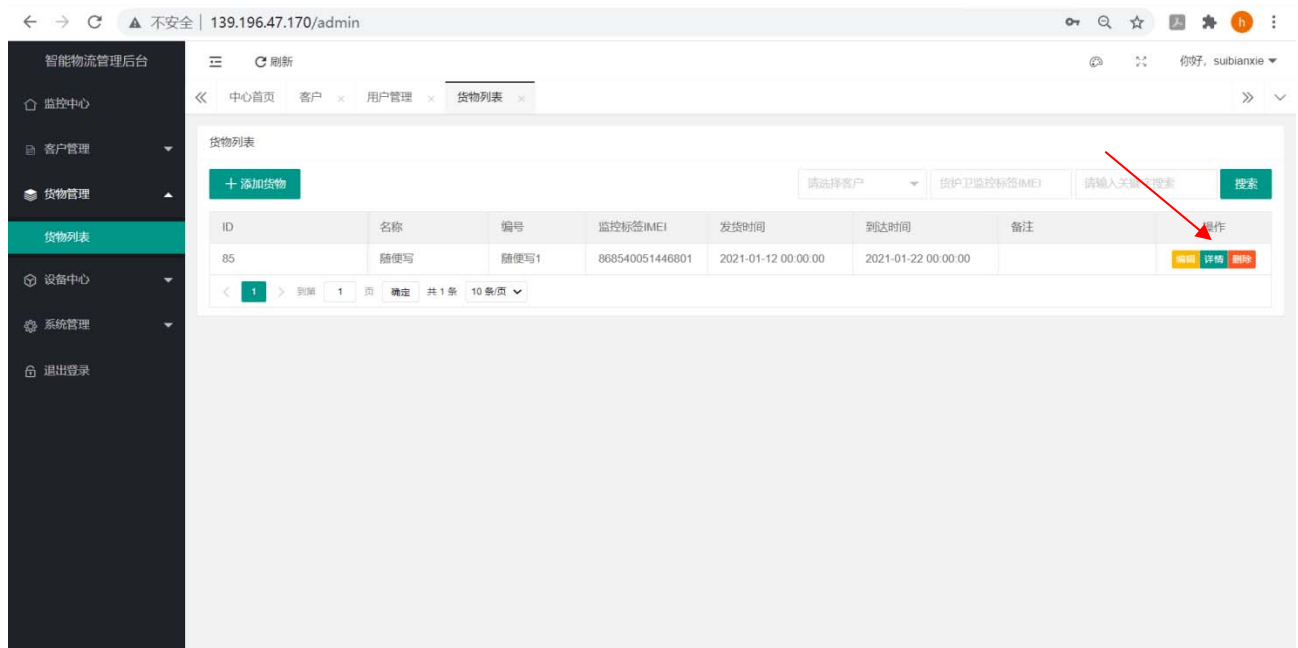 不安全 | 139.196.47.170/admin
h
智能物流管理后台
刷新
你好, suibianxie
监控中心
中心首页 客户 × 用户管理 × 货物列表 ×
客户管理
货物列表
货物管理
+ 添加货物
请选择客户
货护卫监控标签IMEI
请输入关键字搜索
搜索
货物列表
ID 名称 编号 监控标签IMEI 发货时间 到达时间 备注 操作
85 随便写 随便写1 868540051446801 2021-01-12 00:00:00 2021-01-22 00:00:00 编辑 详情 删除
设备中心
< 1 > 到第 1 页 确定 共 1 条 10 条/页
系统管理
退出登录